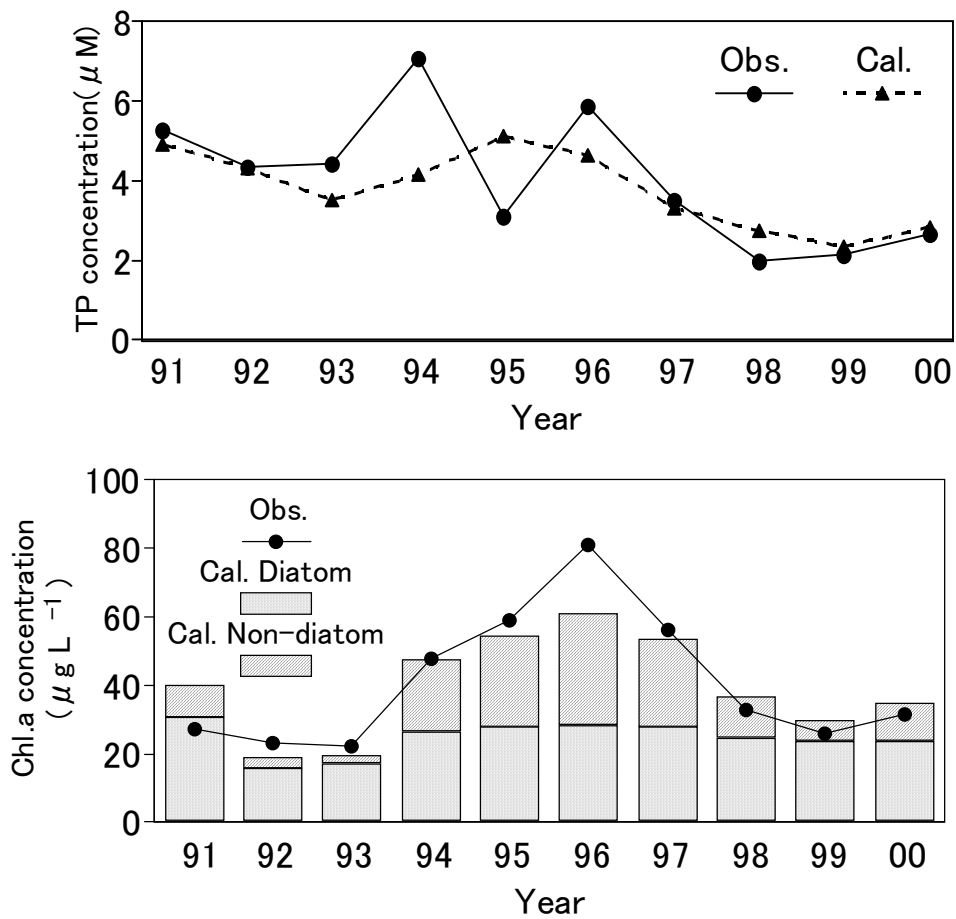 TP concentration(μM)
8
6
4
2
0
Obs. Cal.
91 92 93 94 95 96 97 98 99 00
Year
Chl.a concentration
(μg L⁻¹)
100
80
60
40
20
0
Obs.
Cal. Diatom
Cal. Non-diatom
91 92 93 94 95 96 97 98 99 00
Year